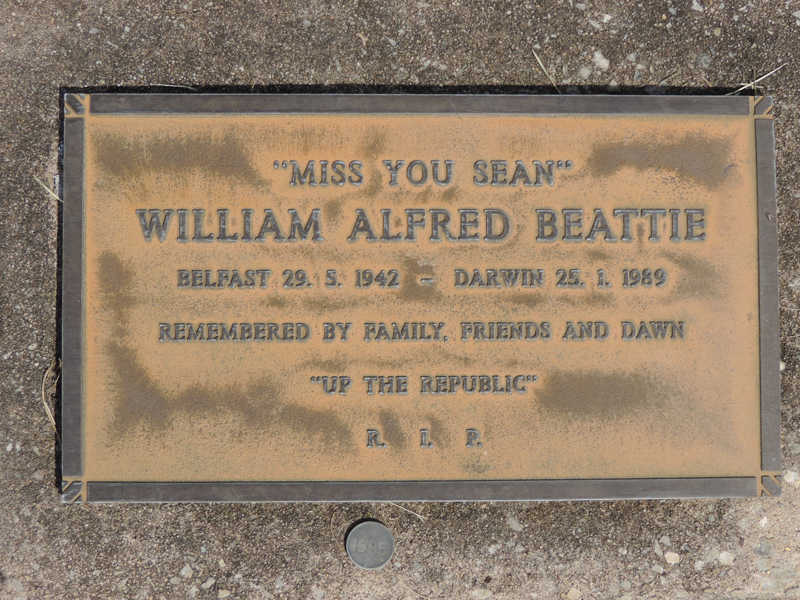 "MISS YOU SEAN"
WILLIAM ALFRED BEATTIE
BELFAST 29. 5. 1942 - DARWIN 25. 1. 1989
REMEMBERED BY FAMILY, FRIENDS AND DAWN
"UP THE REPUBLIC"
R. I. P.